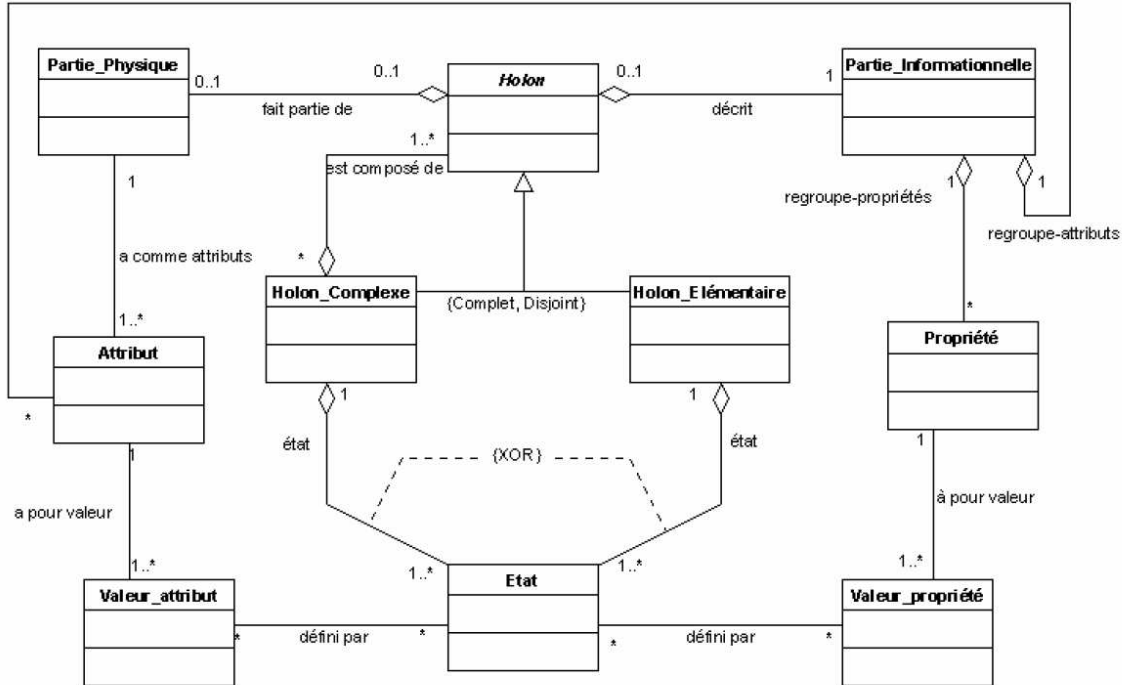 Partie_Physique
Holon
Partie_Informationnelle
0..1
0..1
0..1
1
fait partie de
décrit
1..*
est composé de
1
1
1
regroupe-propriétés
regroupe-attributs
a comme attributs
*
Holon_Complexe
Holon_Elémentaire
{Complet, Disjoint}
1..*
*
Attribut
Propriété
*
1
1
1
1
état
{XOR}
état
a pour valeur
à pour valeur
1..*
1..*
1..*
1..*
Valeur_attribut
Etat
Valeur_propriété
*
défini par
*
*
défini par
*